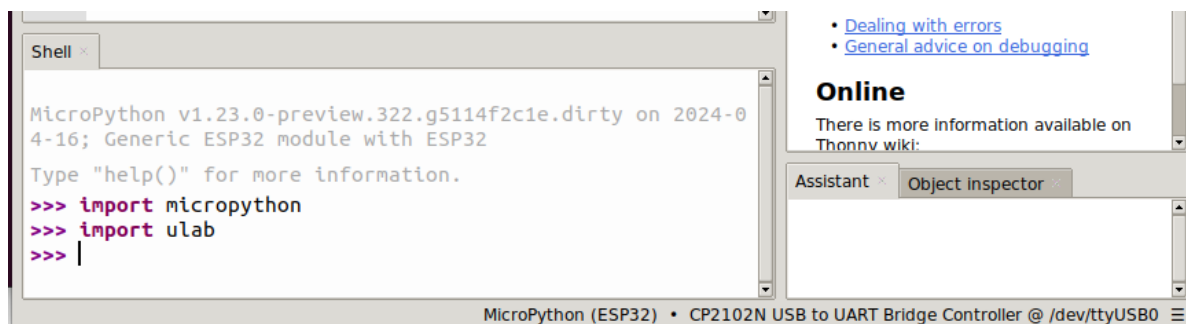 Shell
MicroPython v1.23.0-preview.322.g5114f2c1e.dirty on 2024-0
4-16; Generic ESP32 module with ESP32
Type "help()" for more information.
>>> import micropython
>>> import ulab
>>>
• Dealing with errors
• General advice on debugging
Online
There is more information available on
Thonny wiki:
Assistant
Object inspector
MicroPython (ESP32) • CP2102N USB to UART Bridge Controller @ /dev/ttyUSB0 ☰